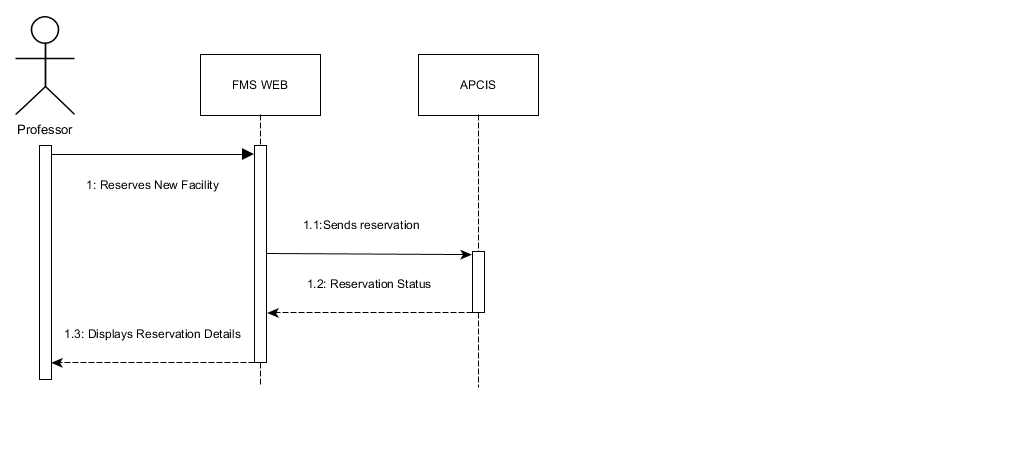 FMS WEB
APCIS
Professor
1: Reserves New Facility
1.1:Sends reservation
1.2: Reservation Status
1.3: Displays Reservation Details